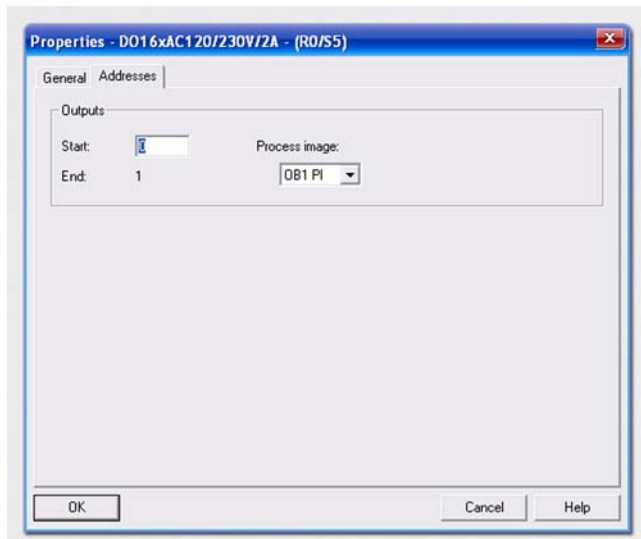 Properties - DO16xAC120/230V/2A - (R0/S5)
General Addresses
Outputs
Start: 0 Process image:
End: 1 OB1 PI
OK Cancel Help